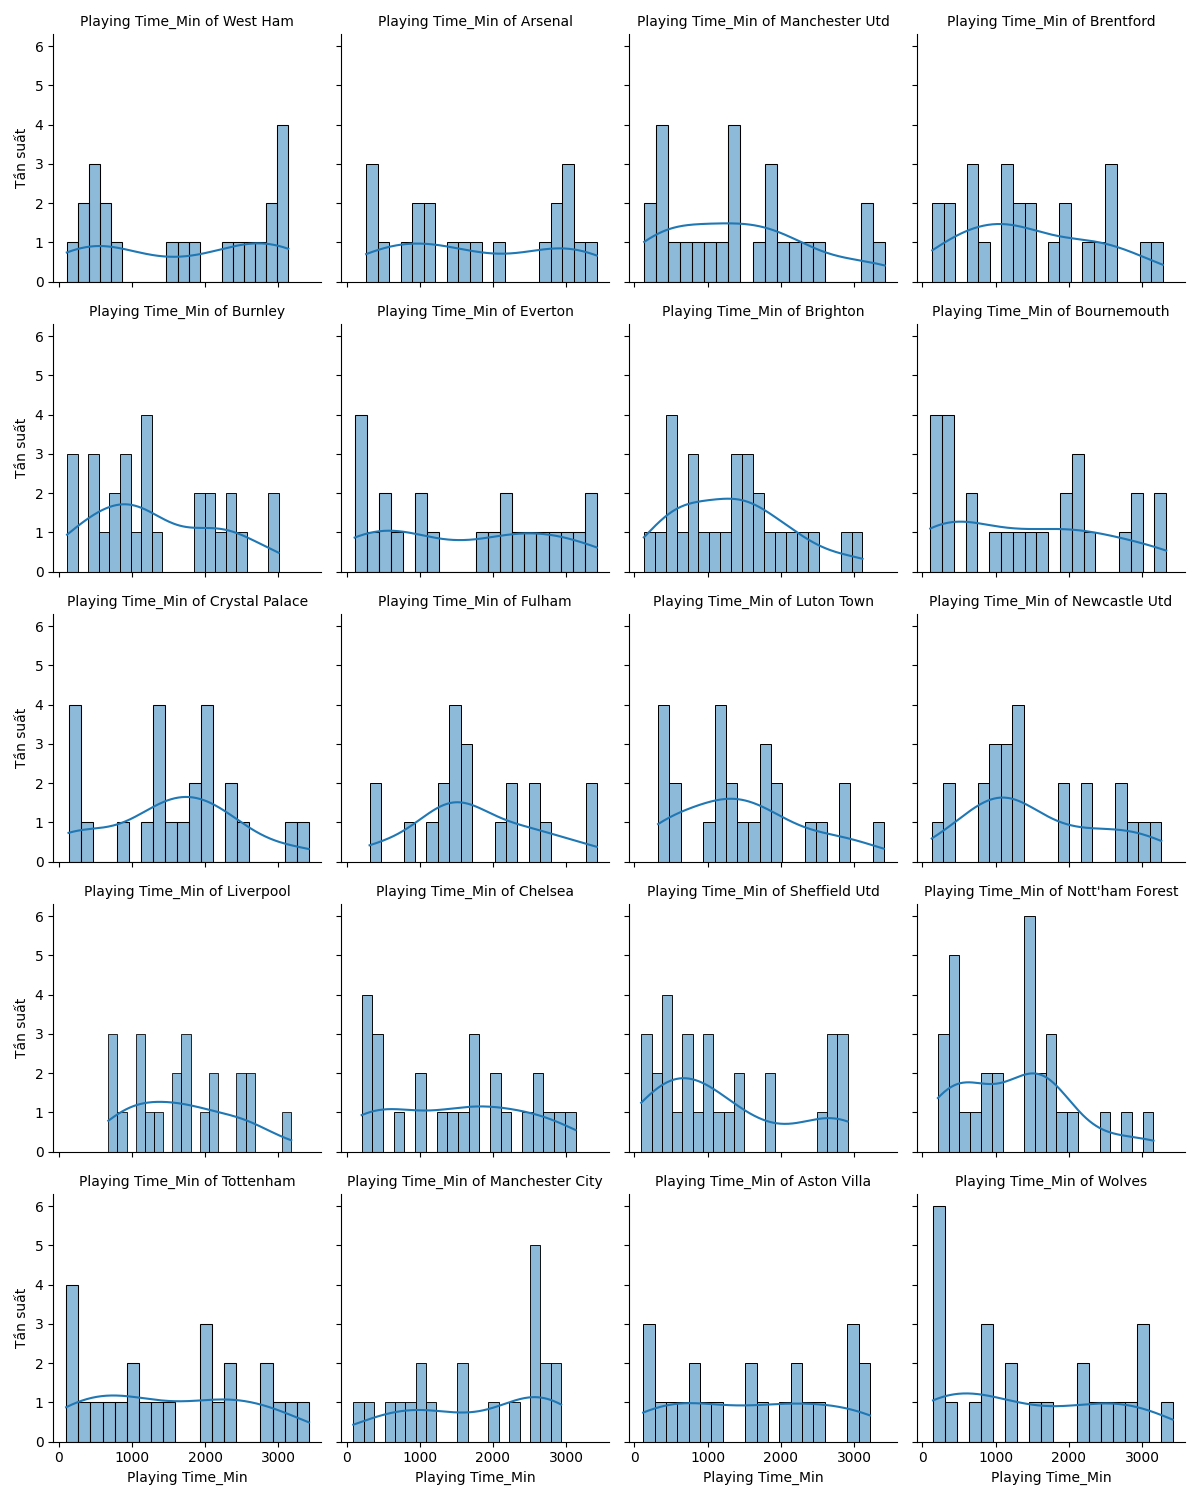 Playing Time_Min of West Ham Playing Time_Min of Arsenal Playing Time_Min of Manchester Utd Playing Time_Min of Brentford
6
5
4
3
2
1
0
Tần suất
Playing Time_Min of Burnley Playing Time_Min of Everton Playing Time_Min of Brighton Playing Time_Min of Bournemouth
6
5
4
3
2
1
0
Tần suất
Playing Time_Min of Crystal Palace Playing Time_Min of Fulham Playing Time_Min of Luton Town Playing Time_Min of Newcastle Utd
6
5
4
3
2
1
0
Tần suất
Playing Time_Min of Liverpool Playing Time_Min of Chelsea Playing Time_Min of Sheffield Utd Playing Time_Min of Nott'ham Forest
6
5
4
3
2
1
0
Tần suất
Playing Time_Min of Tottenham Playing Time_Min of Manchester City Playing Time_Min of Aston Villa Playing Time_Min of Wolves
6
5
4
3
2
1
0
Tần suất
0 1000 2000 3000 0 1000 2000 3000 0 1000 2000 3000 0 1000 2000 3000
Playing Time_Min Playing Time_Min Playing Time_Min Playing Time_Min